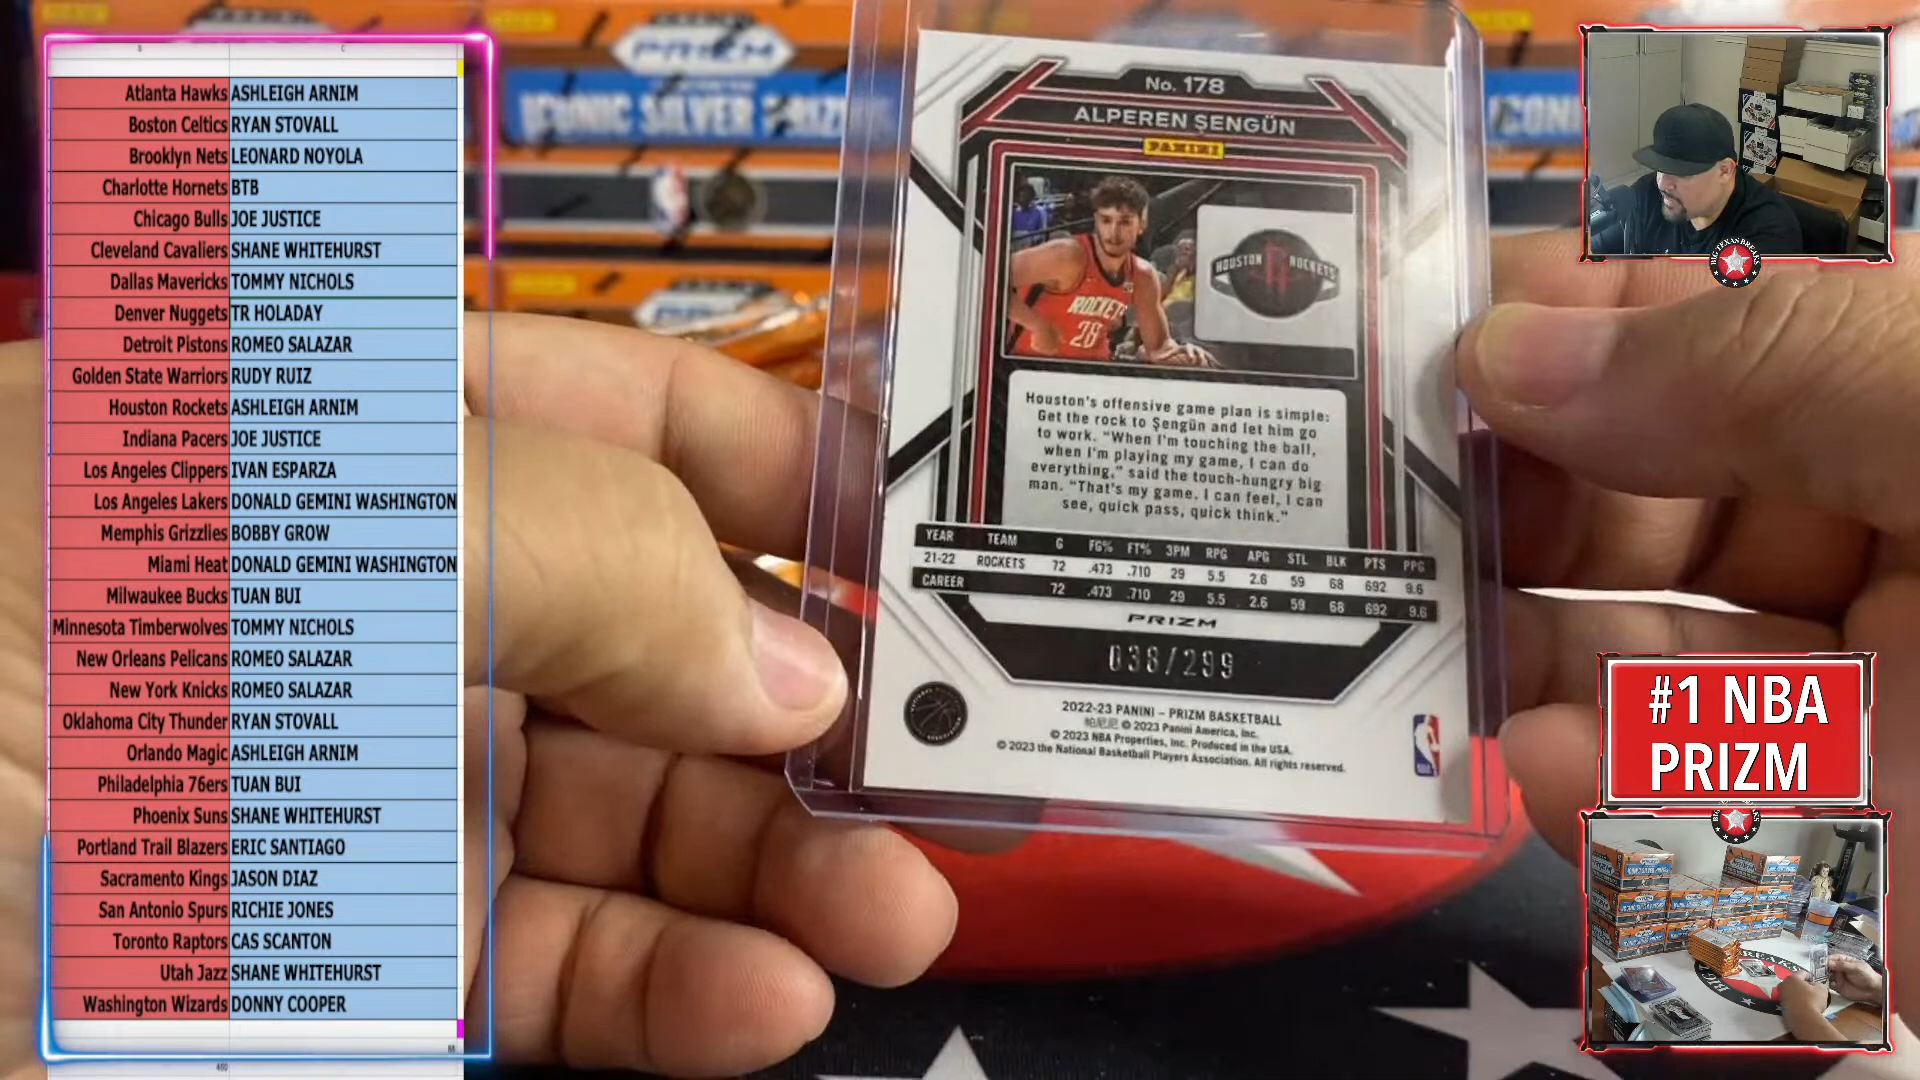 B C
Atlanta Hawks ASHLEIGH ARNIM
Boston Celtics RYAN STOVALL
Brooklyn Nets LEONARD NOYOLA
Charlotte Hornets BTB
Chicago Bulls JOE JUSTICE
Cleveland Cavaliers SHANE WHITEHURST
Dallas Mavericks TOMMY NICHOLS
Denver Nuggets TR HOLADAY
Detroit Pistons ROMEO SALAZAR
Golden State Warriors RUDY RUIZ
Houston Rockets ASHLEIGH ARNIM
Indiana Pacers JOE JUSTICE
Los Angeles Clippers IVAN ESPARZA
Los Angeles Lakers DONALD GEMINI WASHINGTON
Memphis Grizzlies BOBBY GROW
Miami Heat DONALD GEMINI WASHINGTON
Milwaukee Bucks TUAN BUI
Minnesota Timberwolves TOMMY NICHOLS
New Orleans Pelicans ROMEO SALAZAR
New York Knicks ROMEO SALAZAR
Oklahoma City Thunder RYAN STOVALL
Orlando Magic ASHLEIGH ARNIM
Philadelphia 76ers TUAN BUI
Phoenix Suns SHANE WHITEHURST
Portland Trail Blazers ERIC SANTIAGO
Sacramento Kings JASON DIAZ
San Antonio Spurs RICHIE JONES
Toronto Raptors CAS SCANTON
Utah Jazz SHANE WHITEHURST
Washington Wizards DONNY COOPER
PRIZM
ICONIC SILVER PRIZM
No. 178
ALPEREN ŞENGÜN
PANINI
ROCKETS
28
HOUSTON ROCKETS
Houston's offensive game plan is simple:
Get the rock to Şengün and let him go
to work. "When I'm touching the ball,
when I'm playing my game, I can do
everything," said the touch-hungry big
man. "That's my game. I can feel, I can
see, quick pass, quick think."
YEAR TEAM G FG% FT% 3PM RPG APG STL BLK PTS PPG
21-22 ROCKETS 72 .473 .710 29 5.5 2.6 59 68 692 9.6
CAREER 72 .473 .710 29 5.5 2.6 59 68 692 9.6
PRIZM
038/299
2022-23 PANINI – PRIZM BASKETBALL
帕尼尼 © 2023 Panini America, Inc.
© 2023 NBA Properties, Inc. Produced in the USA.
© 2023 the National Basketball Players Association. All rights reserved.
BIG TEXAS BREAKS
#1 NBA
PRIZM